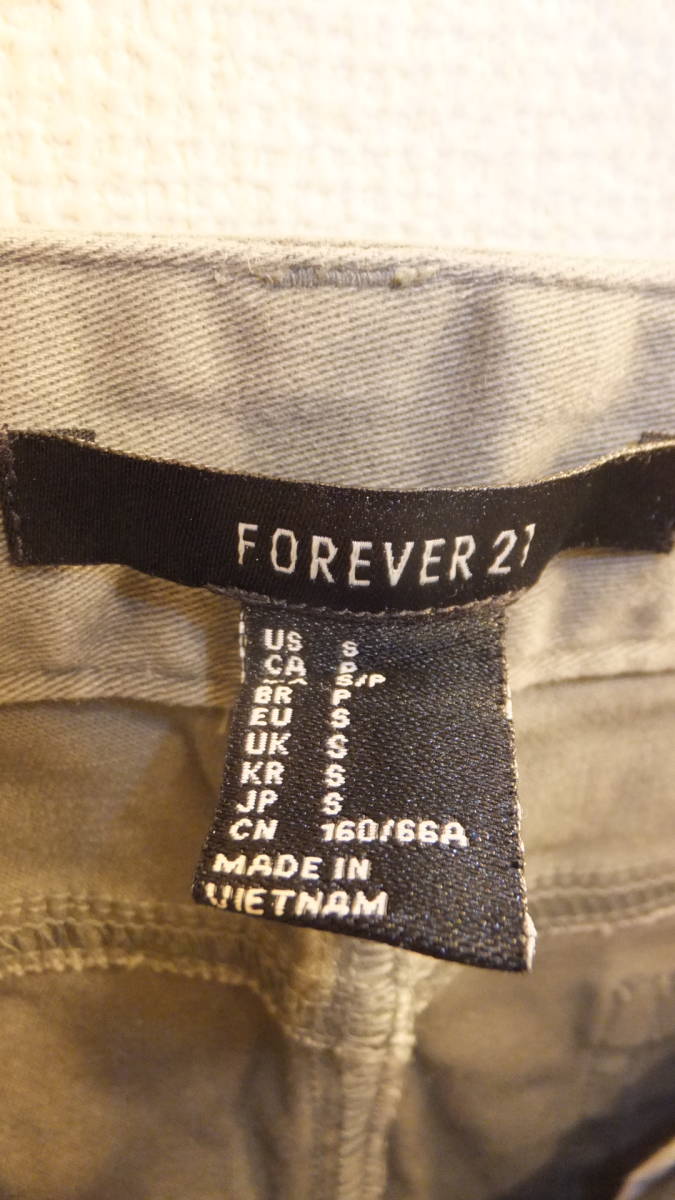 FOREVER 21
US S
CA S/P
BR P
EU S
UK S
KR S
JP S
CN 160/66A
MADE IN
VIETNAM